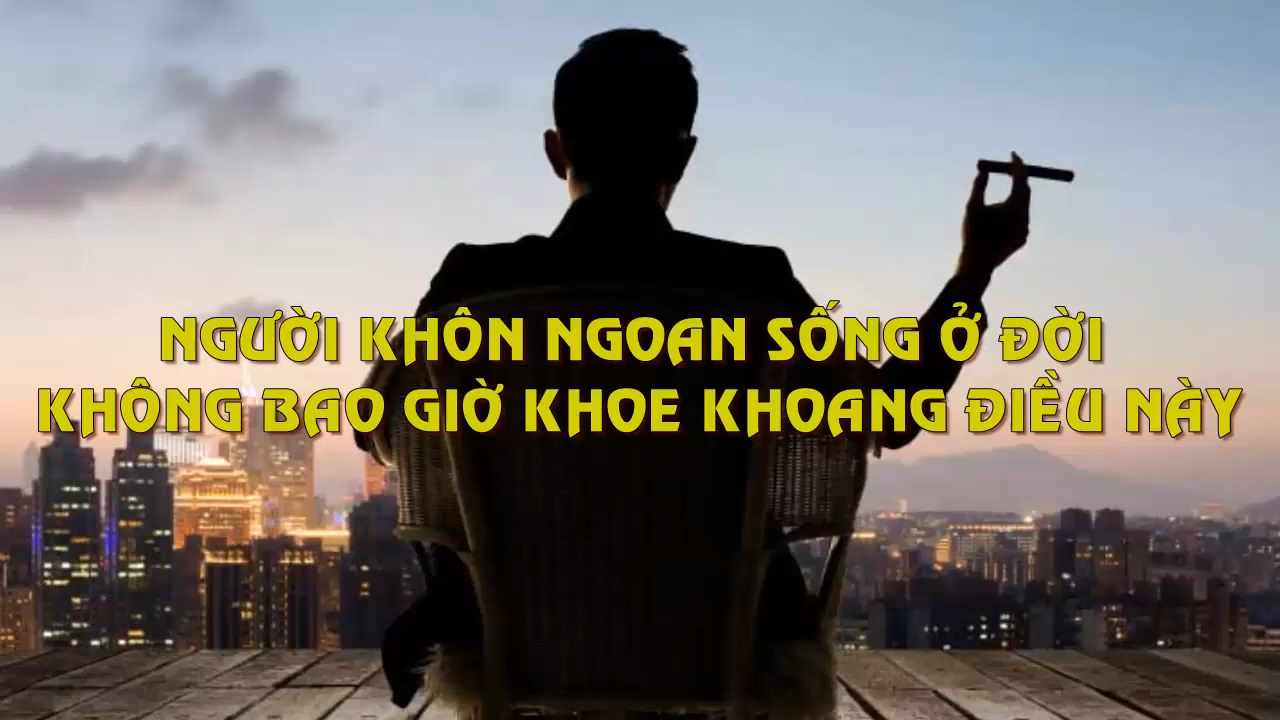 NGƯỜI KHÔN NGOAN SỐNG Ở ĐỜI
KHÔNG BAO GIỜ KHOE KHOANG ĐIỀU NÀY